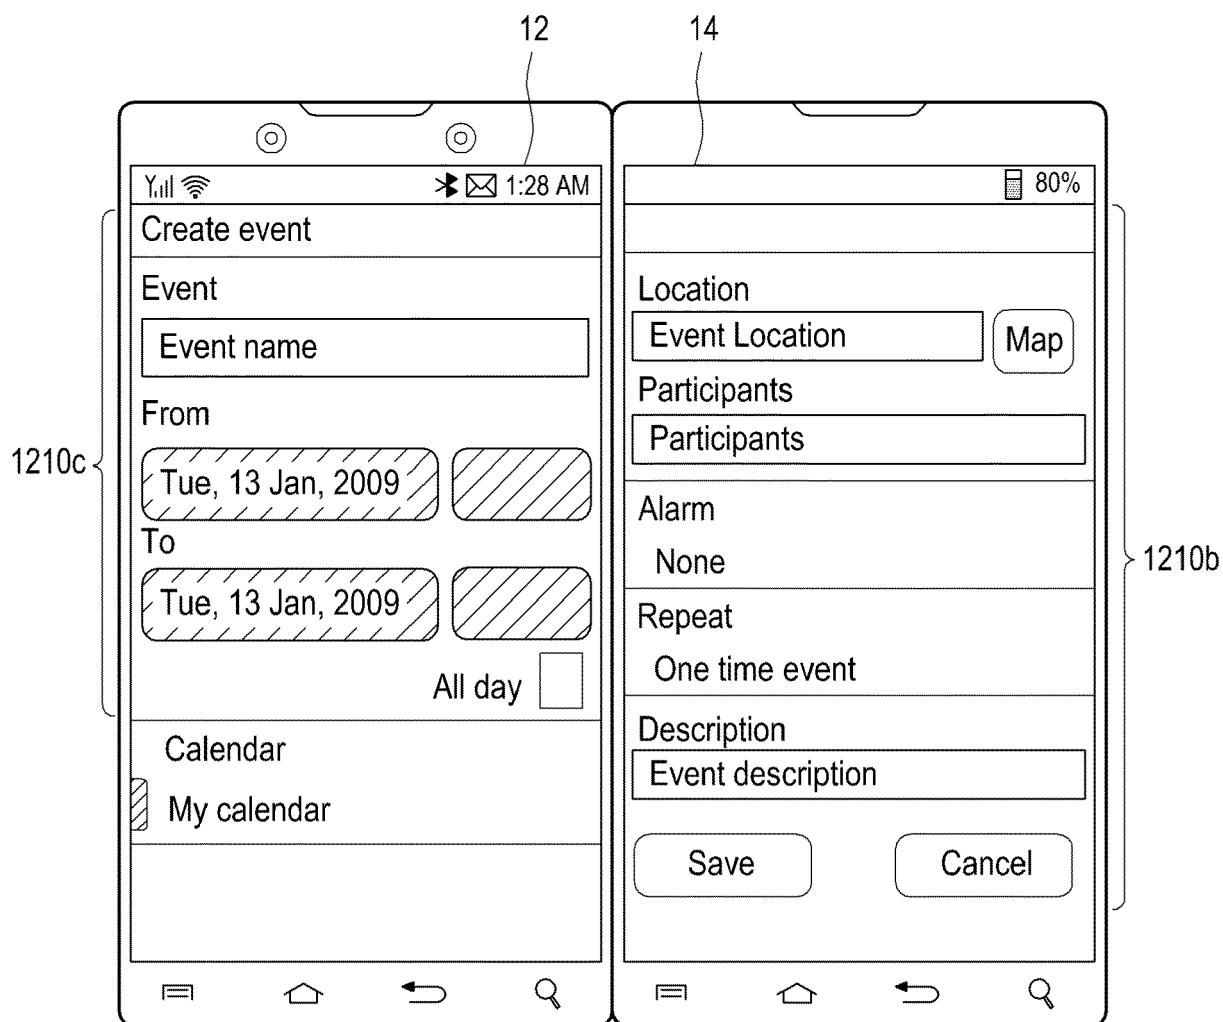 12
14
1:28 AM
80%
Create event
Event
Event name
From
Tue, 13 Jan, 2009
To
Tue, 13 Jan, 2009
All day
Calendar
My calendar
1210c
Location
Event Location
Map
Participants
Participants
Alarm
None
Repeat
One time event
Description
Event description
Save
Cancel
1210b